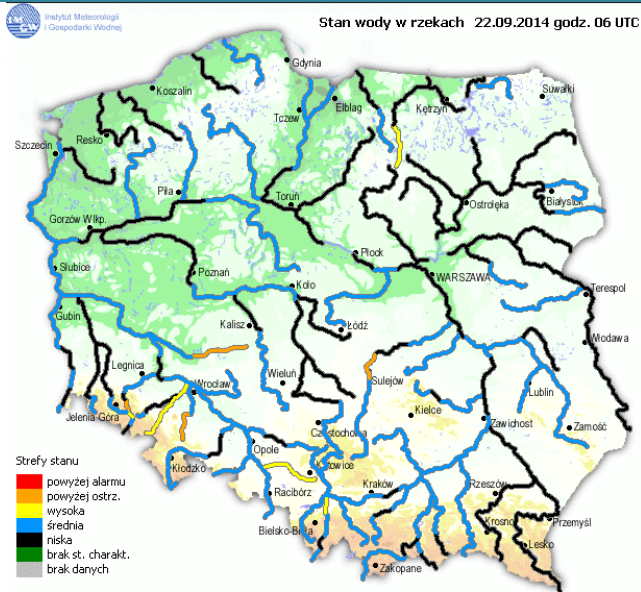 Instytut Meteorologii
i Gospodarki Wodnej
Stan wody w rzekach 22.09.2014 godz. 06 UTC
Gdynia
Koszalin
Suwałki
Tczew
Elbląg
Kętrzyn
Resko
Szczecin
Piła
Białystok
Toruń
Ostrołęka
Gorzów Wlkp.
Płock
Słubice
Poznań
WARSZAWA
Koło
Terespol
Gubin
Kalisz
Łódź
Włodawa
Legnica
Wieluń
Sulejów
Wrocław
Lublin
Jelenia Góra
Kielce
Zawichost
Zamość
Częstochowa
Opole
Kłodzko
Katowice
Strefy stanu
Racibórz
Kraków
Rzeszów
powyżej alarmu
powyżej ostrz.
wysoka
Bielsko-Biała
Krosno
Przemyśl
średnia
niska
Lesko
brak st. charakt.
Zakopane
brak danych